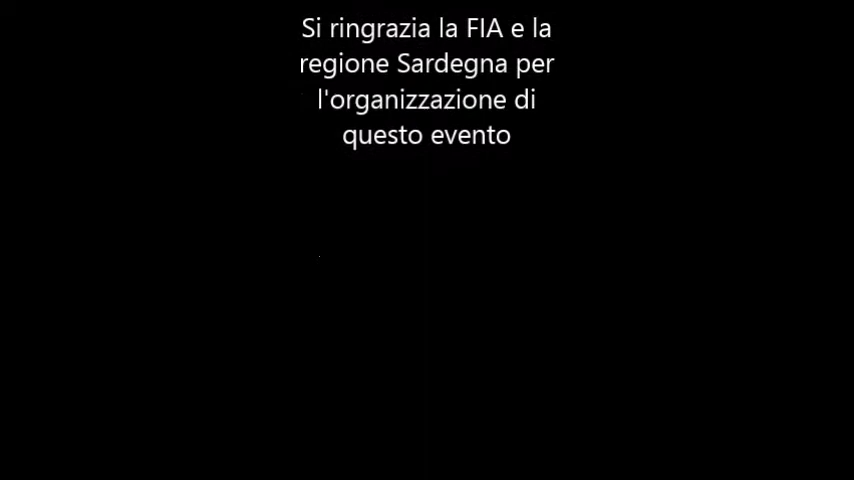 Si ringrazia la FIA e la
regione Sardegna per
l'organizzazione di
questo evento